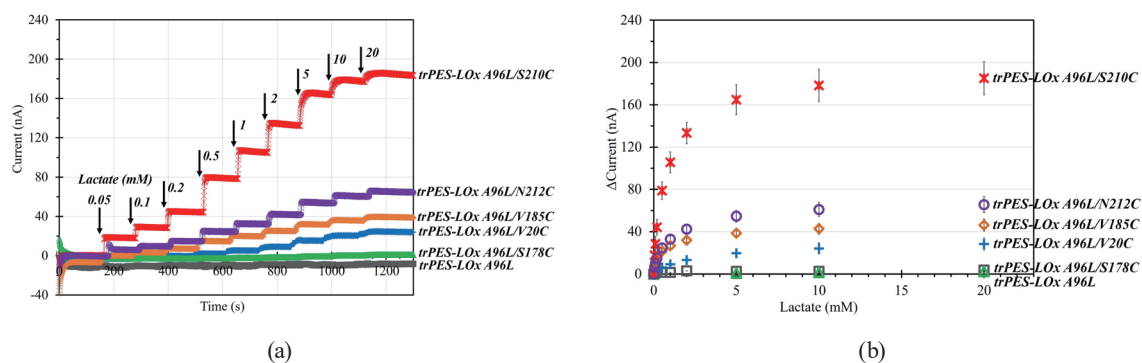 240
200
160
120
80
40
0
-40
Current (nA)
200
400
600
800
1000
1200
Time (s)
Lactate (mM)
0.05
0.1
0.2
0.5
1
2
5
10
20
trPES-LOx A96L/S210C
trPES-LOx A96L/N212C
trPES-LOx A96L/V185C
trPES-LOx A96L/V20C
trPES-LOx A96L/S178C
trPES-LOx A96L
(a)
240
200
160
120
80
40
0
ΔCurrent (nA)
0
5
10
15
20
Lactate (mM)
trPES-LOx A96L/S210C
trPES-LOx A96L/N212C
trPES-LOx A96L/V185C
trPES-LOx A96L/V20C
trPES-LOx A96L/S178C
trPES-LOx A96L
(b)